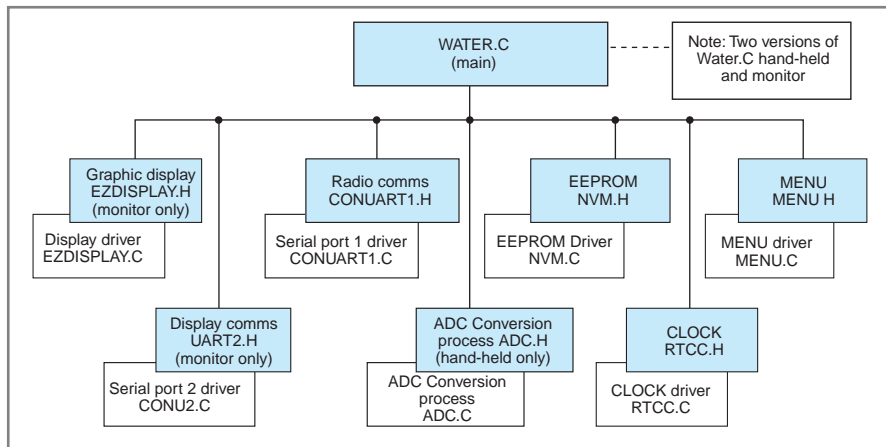 WATER.C
(main)
Note: Two versions of
Water.C hand-held
and monitor
Graphic display
EZDISPLAY.H
(monitor only)
Display driver
EZDISPLAY.C
Radio comms
CONUART1.H
Serial port 1 driver
CONUART1.C
EEPROM
NVM.H
EEPROM Driver
NVM.C
MENU
MENU H
MENU driver
MENU.C
Display comms
UART2.H
(monitor only)
Serial port 2 driver
CONU2.C
ADC Conversion
process ADC.H
(hand-held only)
ADC Conversion
process
ADC.C
CLOCK
RTCC.H
CLOCK driver
RTCC.C